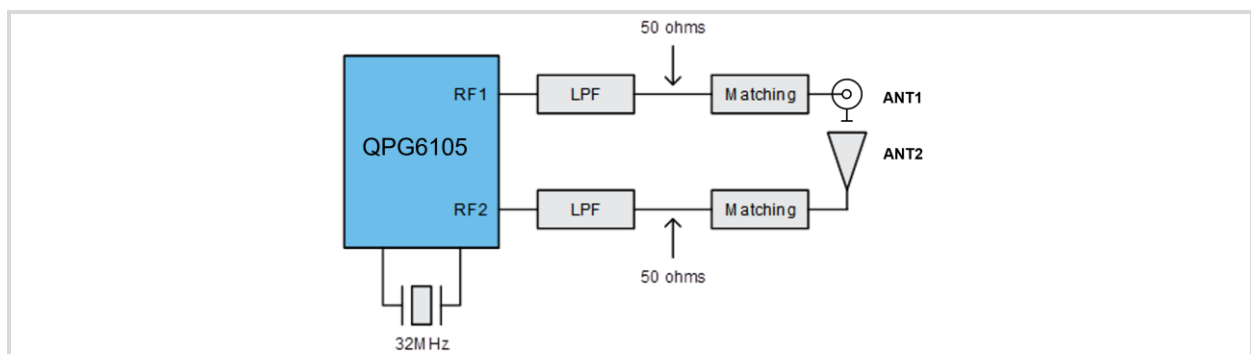 50 ohms
RF1
LPF
Matching
ANT1
QPG6105
ANT2
RF2
LPF
Matching
50 ohms
32MHz